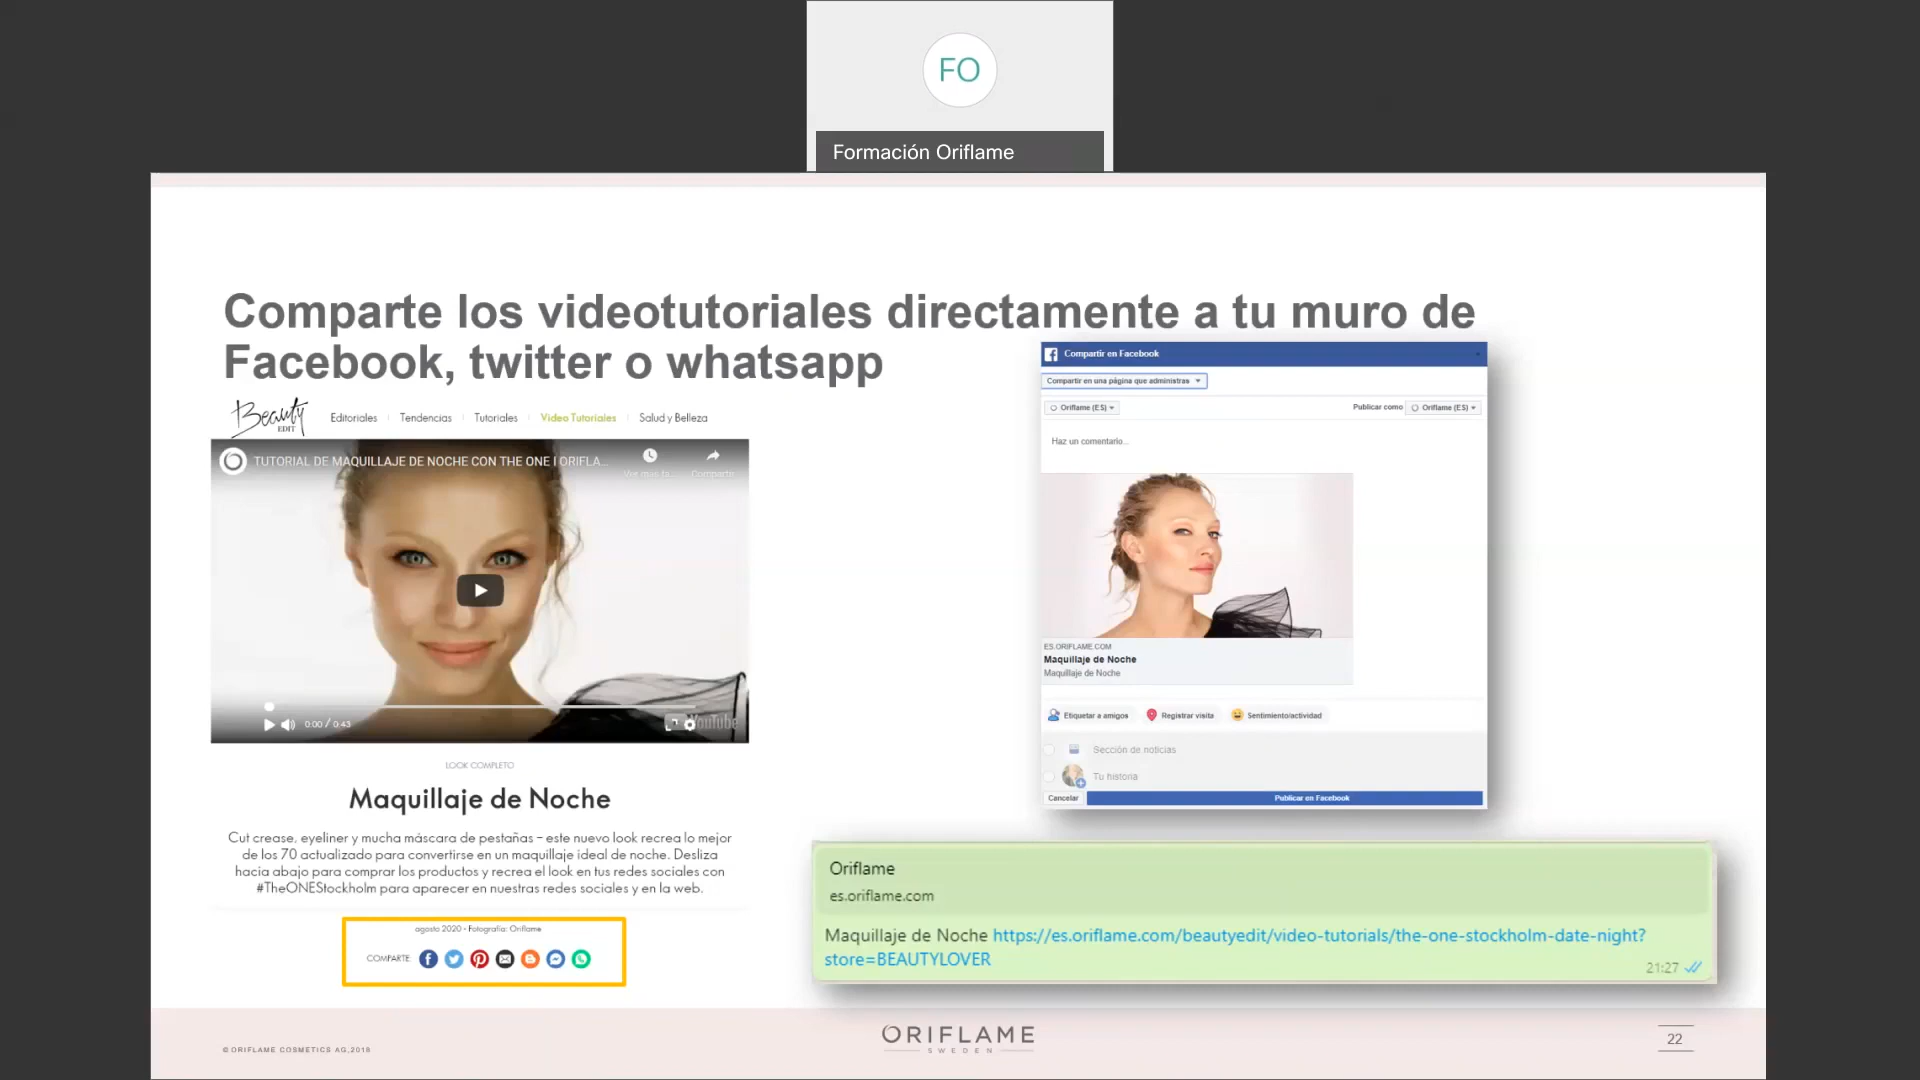 FO
Formación Oriflame
Comparte los videotutoriales directamente a tu muro de
Facebook, twitter o whatsapp
Beauty
EDIT
Editoriales
Tendencias
Tutoriales
Video Tutoriales
Salud y Belleza
TUTORIAL DE MAQUILLAJE DE NOCHE CON THE ONE I ORIFLA...
Ver más ta...
Compartir
0:00 / 0:43
YouTube
LOOK COMPLETO
Maquillaje de Noche
Cut crease, eyeliner y mucha máscara de pestañas – este nuevo look recrea lo mejor
de los 70 actualizado para convertirse en un maquillaje ideal de noche. Desliza
hacia abajo para comprar los productos y recrea el look en tus redes sociales con
#TheONEStockholm para aparecer en nuestras redes sociales y en la web.
agosto 2020 - Fotografía: Oriflame
COMPARTE
Compartir en Facebook
Compartir en una página que administras
Oriflame (ES)
Publicar como
Oriflame (ES)
Haz un comentario...
ES.ORIFLAME.COM
Maquillaje de Noche
Maquillaje de Noche
Etiquetar a amigos
Registrar visita
Sentimiento/actividad
Sección de noticias
Tu historia
Cancelar
Publicar en Facebook
Oriflame
es.oriflame.com
Maquillaje de Noche https://es.oriflame.com/beautyedit/video-tutorials/the-one-stockholm-date-night?
store=BEAUTYLOVER
21:27
© ORIFLAME COSMETICS AG,2019
ORIFLAME
SWEDEN
22